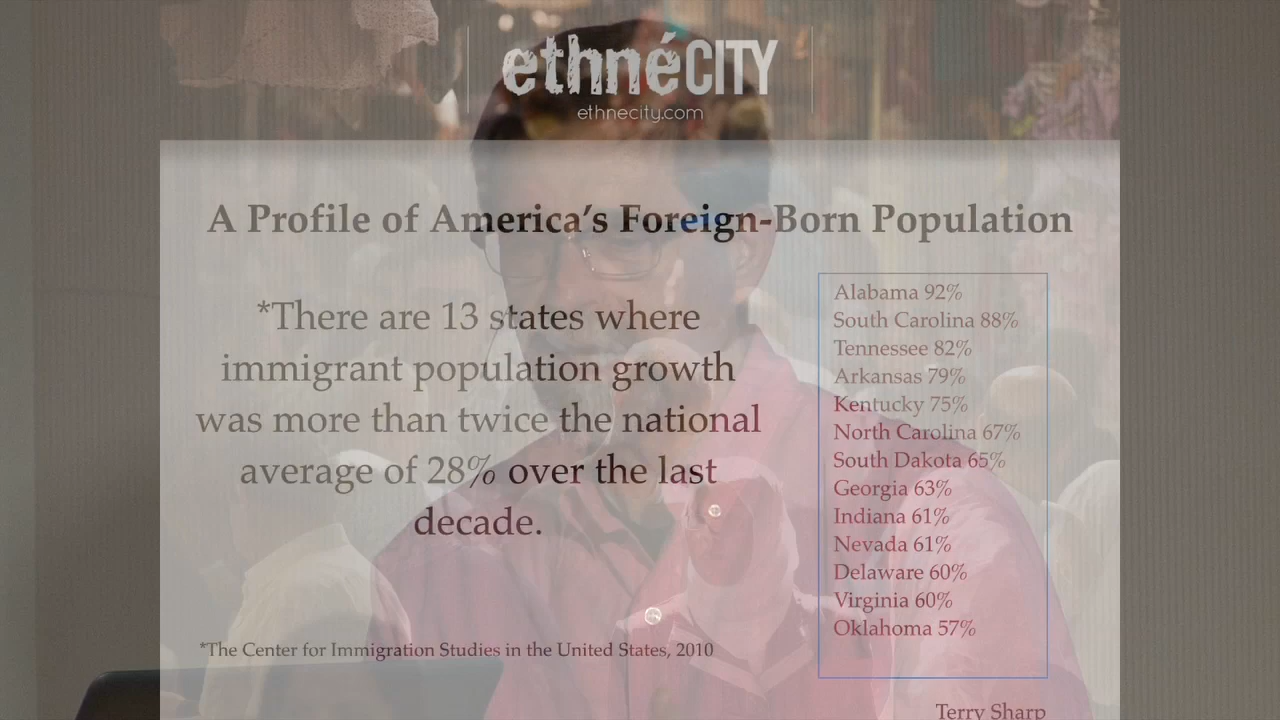 ethnéCITY
ethnecity.com
A Profile of America's Foreign-Born Population
*There are 13 states where
immigrant population growth
was more than twice the national
average of 28% over the last
decade.
Alabama 92%
South Carolina 88%
Tennessee 82%
Arkansas 79%
Kentucky 75%
North Carolina 67%
South Dakota 65%
Georgia 63%
Indiana 61%
Nevada 61%
Delaware 60%
Virginia 60%
Oklahoma 57%
*The Center for Immigration Studies in the United States, 2010
Terry Sharp